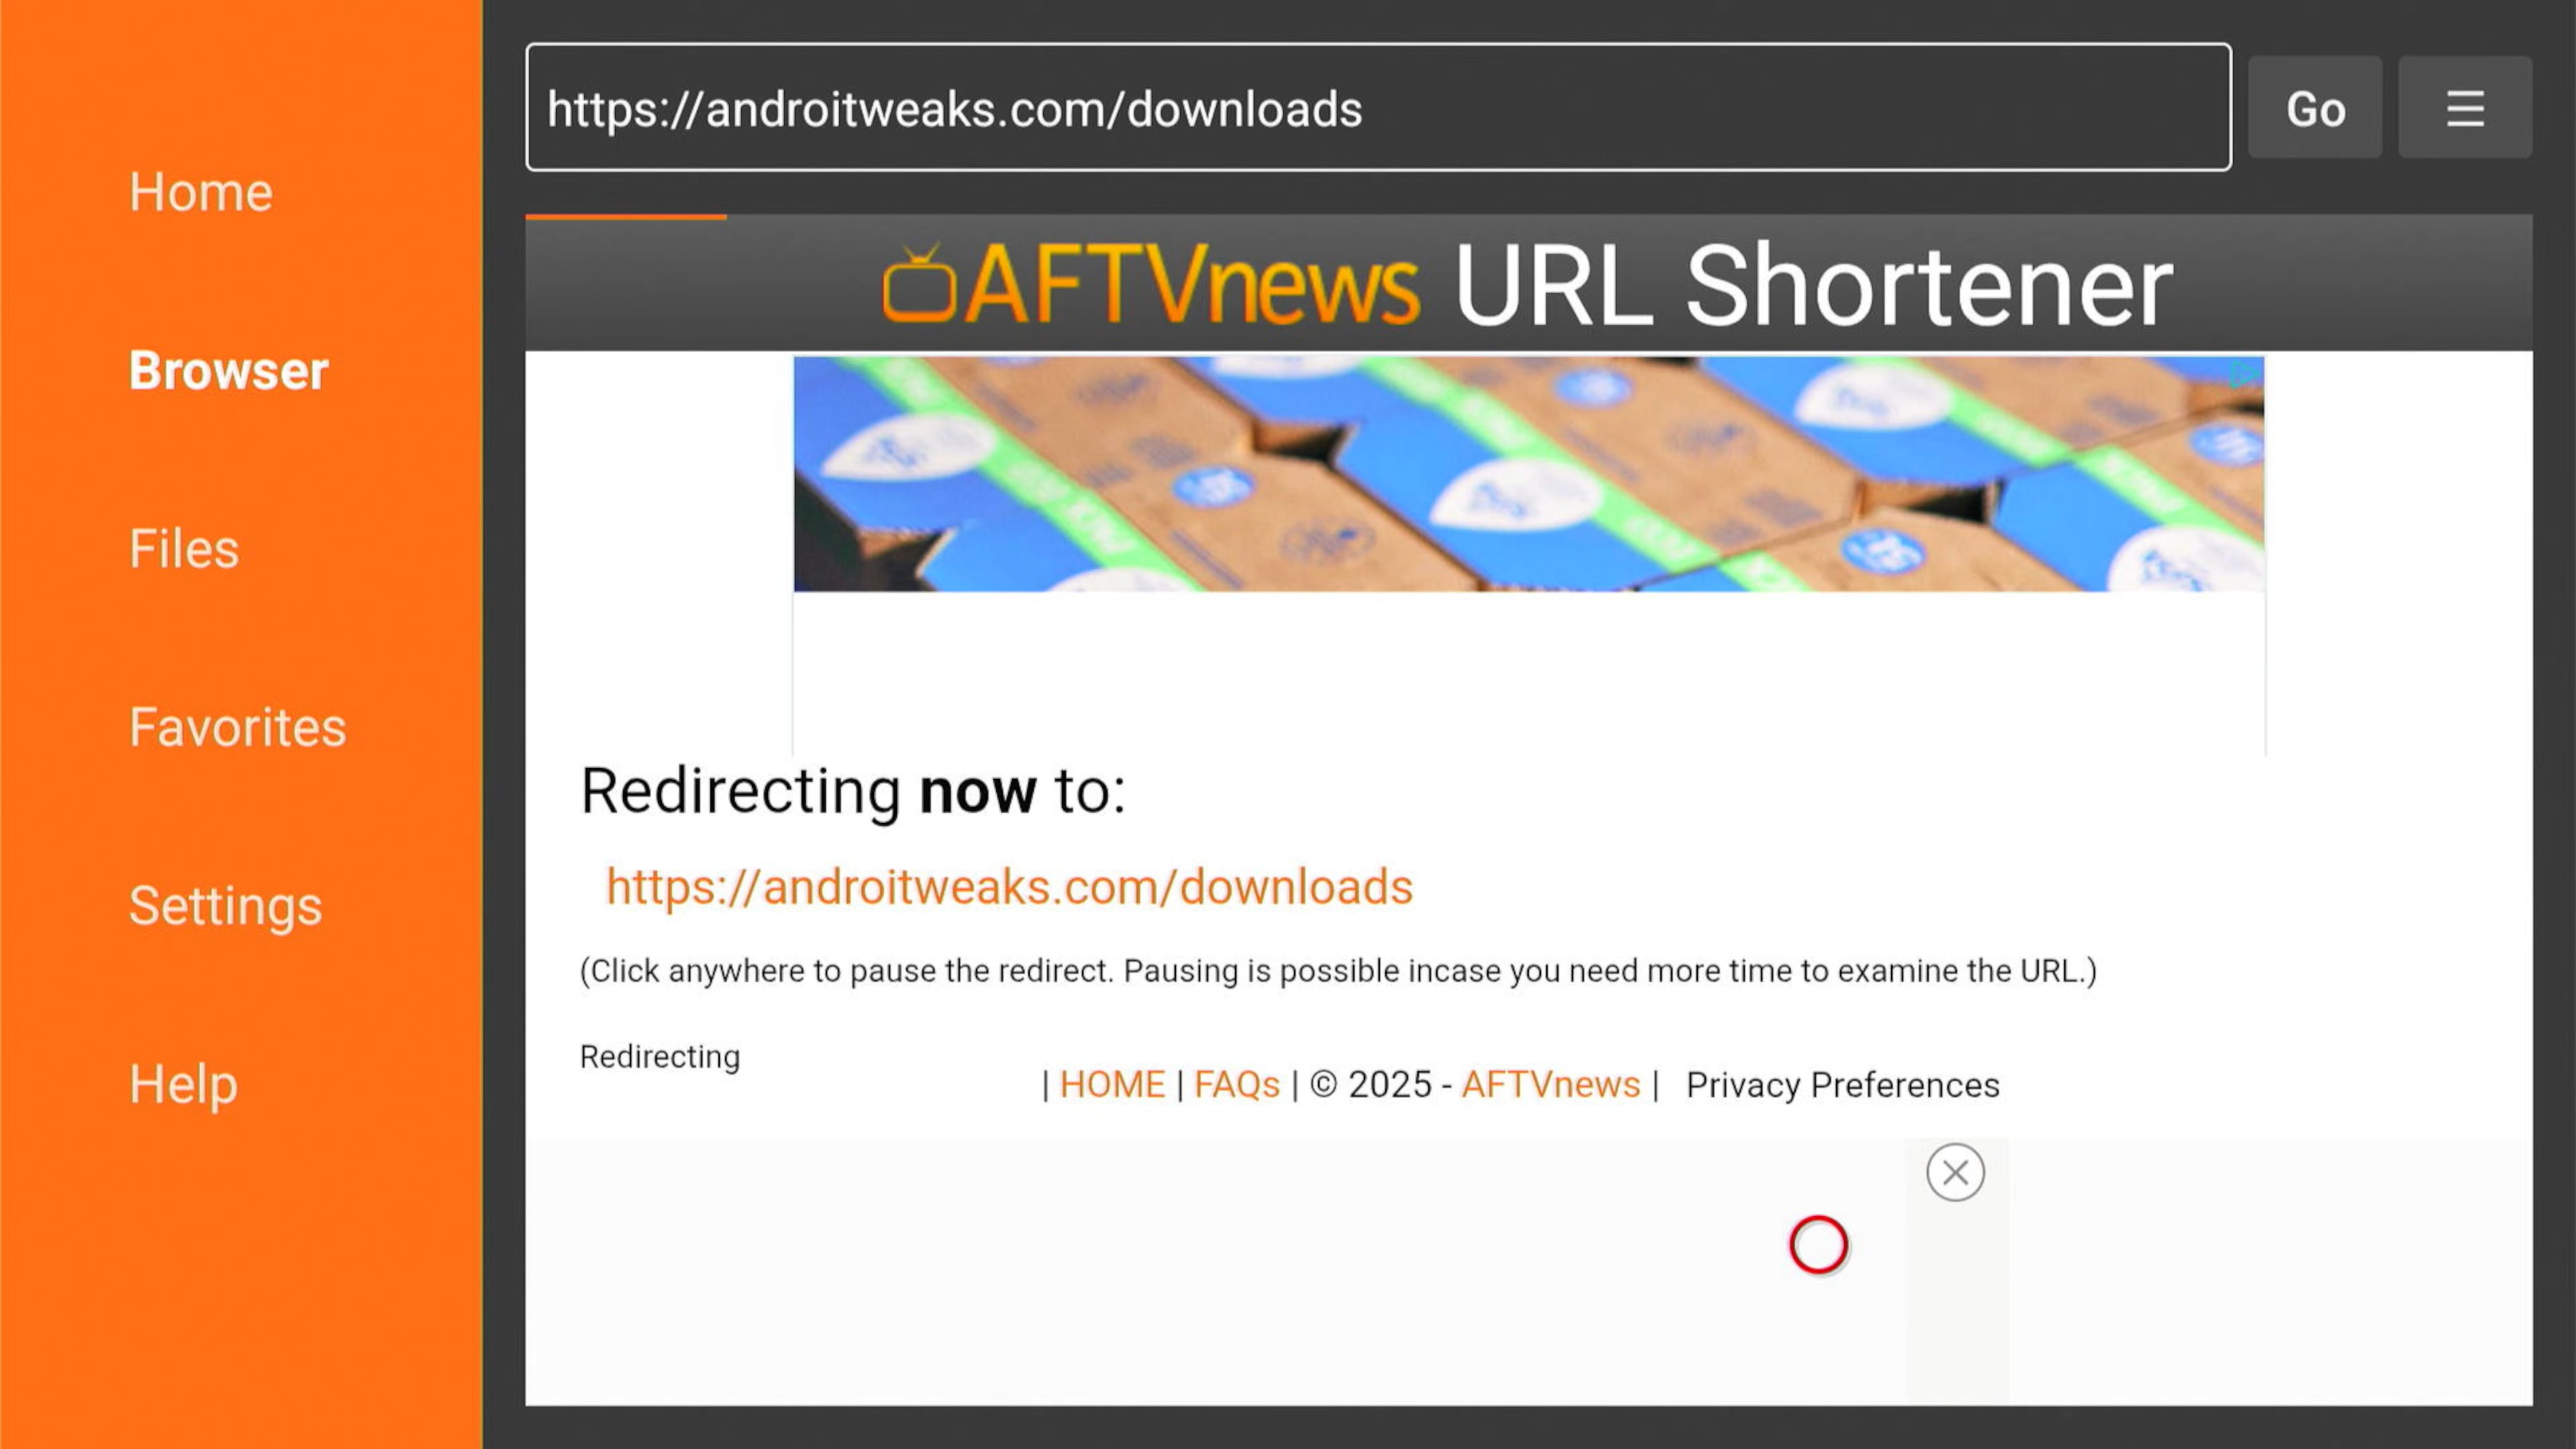 https://androitweaks.com/downloads
Go
Home
Browser
Files
Favorites
Settings
Help
AFTVnews URL Shortener
Redirecting now to:
https://androitweaks.com/downloads
(Click anywhere to pause the redirect. Pausing is possible incase you need more time to examine the URL.)
Redirecting
| HOME | FAQs | © 2025 - AFTVnews | Privacy Preferences